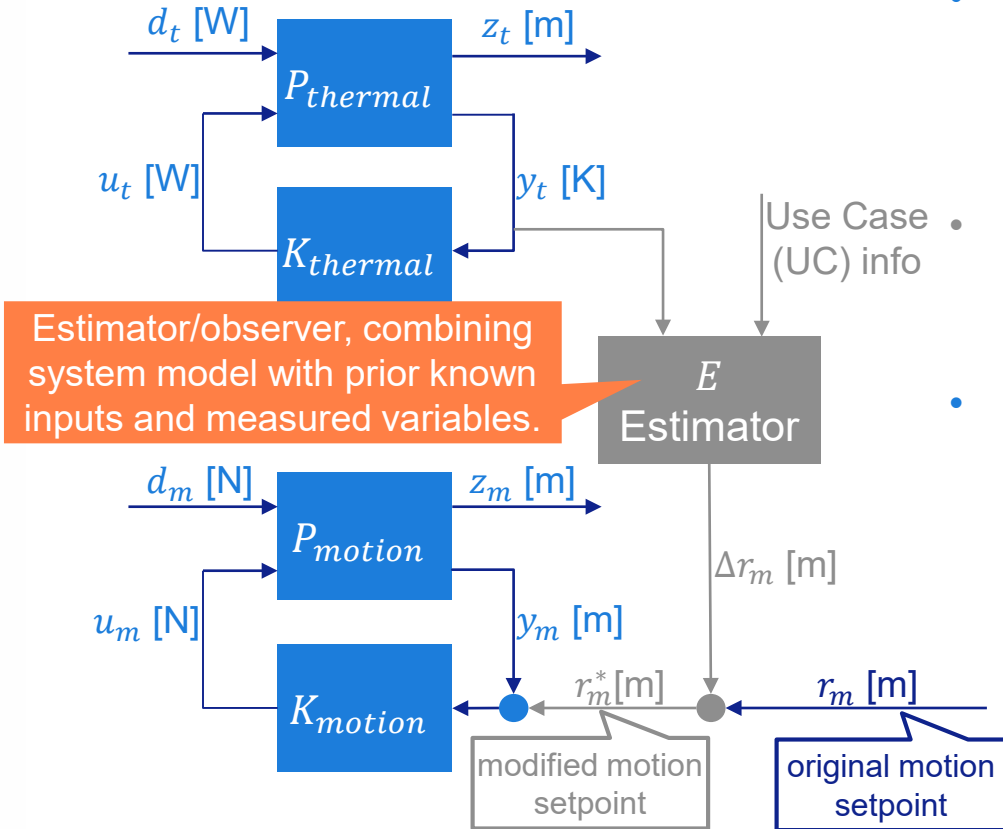 d_t [W]
z_t [m]
P_thermal
u_t [W]
y_t [K]
K_thermal
Use Case
(UC) info
Estimator/observer, combining
system model with prior known
inputs and measured variables.
E
Estimator
d_m [N]
z_m [m]
P_motion
Δr_m [m]
u_m [N]
y_m [m]
K_motion
r_m^* [m]
r_m [m]
modified motion
setpoint
original motion
setpoint